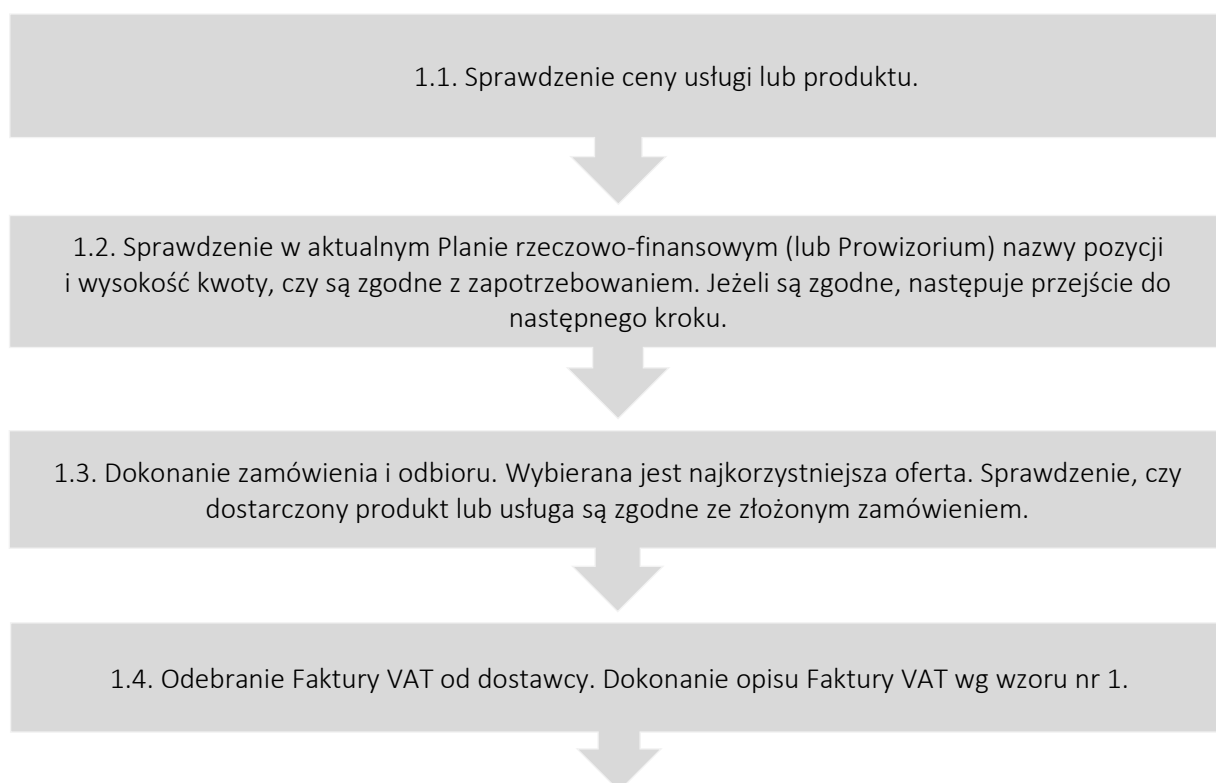 1.1. Sprawdzenie ceny usługi lub produktu.
1.2. Sprawdzenie w aktualnym Planie rzeczowo-finansowym (lub Prowizorium) nazwy pozycji
i wysokość kwoty, czy są zgodne z zapotrzebowaniem. Jeżeli są zgodne, następuje przejście do
następnego kroku.
1.3. Dokonanie zamówienia i odbioru. Wybierana jest najkorzystniejsza oferta. Sprawdzenie, czy
dostarczony produkt lub usługa są zgodne ze złożonym zamówieniem.
1.4. Odebranie Faktury VAT od dostawcy. Dokonanie opisu Faktury VAT wg wzoru nr 1.